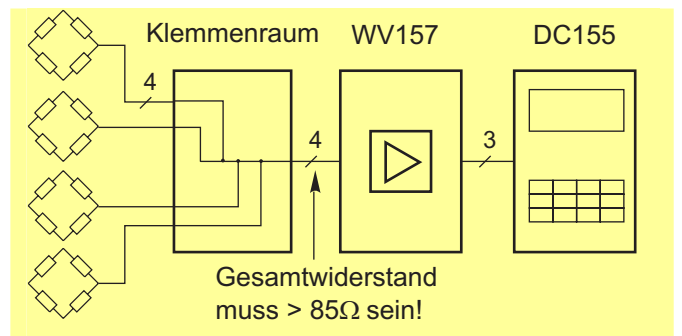 Klemmenraum WV157 DC155
4
4
3
Gesamtwiderstand
muss > 85Ω sein!